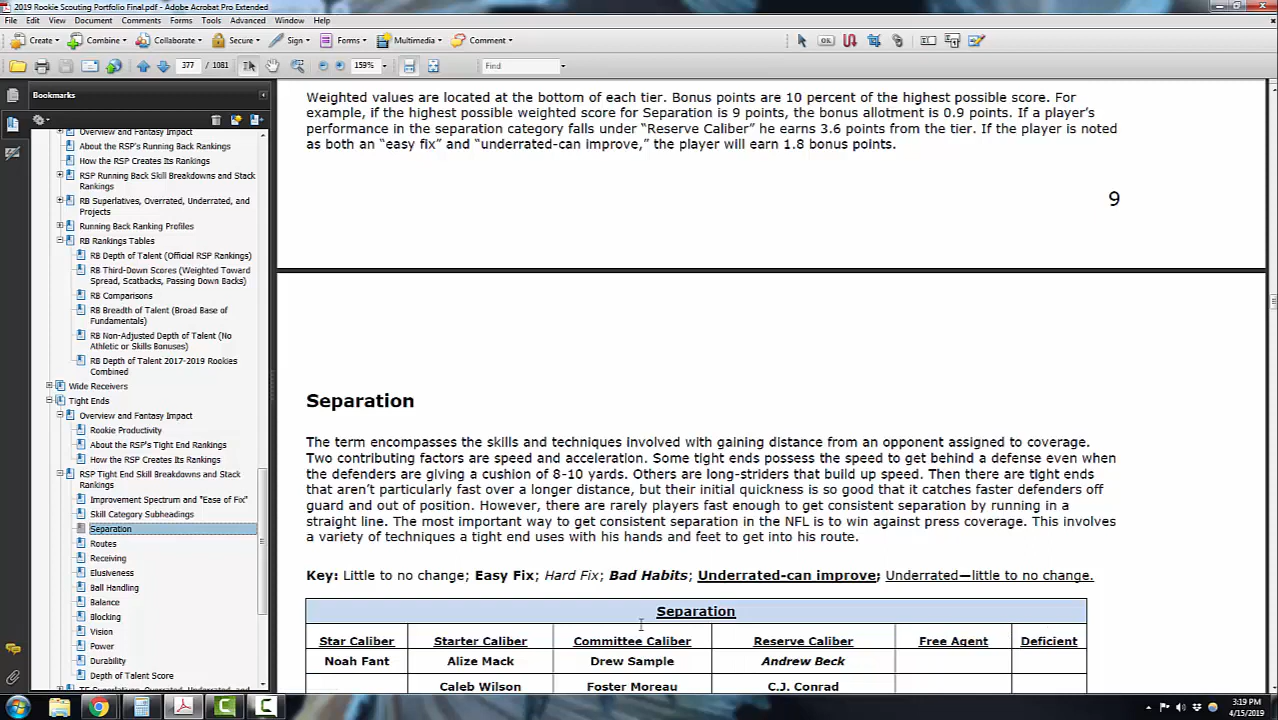 2019 Rookie Scouting Portfolio Final.pdf - Adobe Acrobat Pro Extended
File Edit View Document Comments Forms Tools Advanced Window Help
Create Combine Collaborate Secure Sign Forms Multimedia Comment
377 / 1081 159% Find
Bookmarks
Overview and Fantasy Impact
About the RSP's Running Back Rankings
How the RSP Creates Its Rankings
RSP Running Back Skill Breakdowns and Stack
Rankings
RB Superlatives, Overrated, Underrated, and
Projects
Running Back Ranking Profiles
RB Rankings Tables
RB Depth of Talent (Official RSP Rankings)
RB Third-Down Scores (Weighted Toward
Spread, Scatbacks, Passing Down Backs)
RB Comparisons
RB Breadth of Talent (Broad Base of
Fundamentals)
RB Non-Adjusted Depth of Talent (No
Athletic or Skills Bonuses)
RB Depth of Talent 2017-2019 Rookies
Combined
Wide Receivers
Tight Ends
Overview and Fantasy Impact
Rookie Productivity
About the RSP's Tight End Rankings
How the RSP Creates Its Rankings
RSP Tight End Skill Breakdowns and Stack
Rankings
Improvement Spectrum and "Ease of Fix"
Skill Category Subheadings
Separation
Routes
Receiving
Elusiveness
Ball Handling
Balance
Blocking
Vision
Power
Durability
Depth of Talent Score
TE Superlatives, Overrated, Underrated, and
Weighted values are located at the bottom of each tier. Bonus points are 10 percent of the highest possible score. For
example, if the highest possible weighted score for Separation is 9 points, the bonus allotment is 0.9 points. If a player's
performance in the separation category falls under "Reserve Caliber" he earns 3.6 points from the tier. If the player is noted
as both an "easy fix" and "underrated-can improve," the player will earn 1.8 bonus points.
9
Separation
The term encompasses the skills and techniques involved with gaining distance from an opponent assigned to coverage.
Two contributing factors are speed and acceleration. Some tight ends possess the speed to get behind a defense even when
the defenders are giving a cushion of 8-10 yards. Others are long-striders that build up speed. Then there are tight ends
that aren't particularly fast over a longer distance, but their initial quickness is so good that it catches faster defenders off
guard and out of position. However, there are rarely players fast enough to get consistent separation by running in a
straight line. The most important way to get consistent separation in the NFL is to win against press coverage. This involves
a variety of techniques a tight end uses with his hands and feet to get into his route.
Key: Little to no change; Easy Fix; Hard Fix; Bad Habits; Underrated-can improve; Underrated—little to no change.
Separation
Star Caliber Starter Caliber Committee Caliber Reserve Caliber Free Agent Deficient
Noah Fant Alize Mack Drew Sample Andrew Beck
Caleb Wilson Foster Moreau C.J. Conrad
3:19 PM
4/15/2019